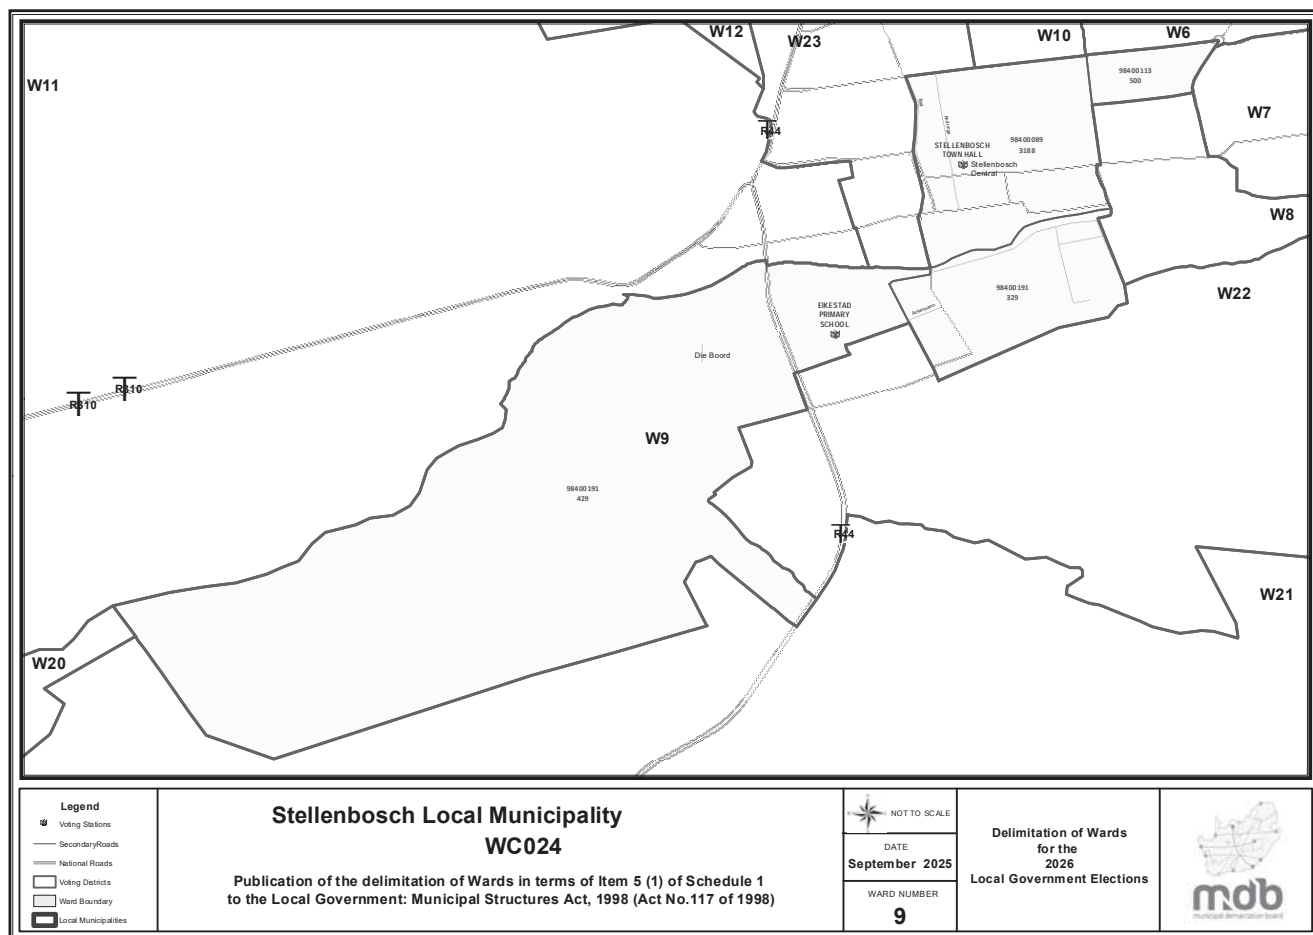 W12
W23
W10
W6
W11
98400113
500
W7
R44
98400089
3188
STELLENBOSCH
TOWN HALL
Stellenbosch
Central
W8
W22
98400191
329
EIKESTAD
PRIMARY
SCHOOL
Die Boord
R310
R310
W9
98400191
429
R44
W21
W20
Legend
Voting Stations
SecondaryRoads
National Roads
Voting Districts
Ward Boundary
Local Municipalities
Stellenbosch Local Municipality
WC024
Publication of the delimitation of Wards in terms of Item 5 (1) of Schedule 1
to the Local Government: Municipal Structures Act, 1998 (Act No.117 of 1998)
NOT TO SCALE
DATE
September 2025
WARD NUMBER
9
Delimitation of Wards
for the
2026
Local Government Elections
mdb
municipal demarcation board